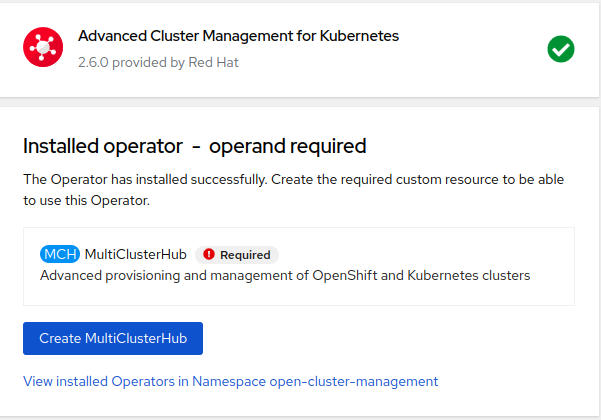 Advanced Cluster Management for Kubernetes
2.6.0 provided by Red Hat
Installed operator - operand required
The Operator has installed successfully. Create the required custom resource to be able
to use this Operator.
MCH MultiClusterHub Required
Advanced provisioning and management of OpenShift and Kubernetes clusters
Create MultiClusterHub
View installed Operators in Namespace open-cluster-management